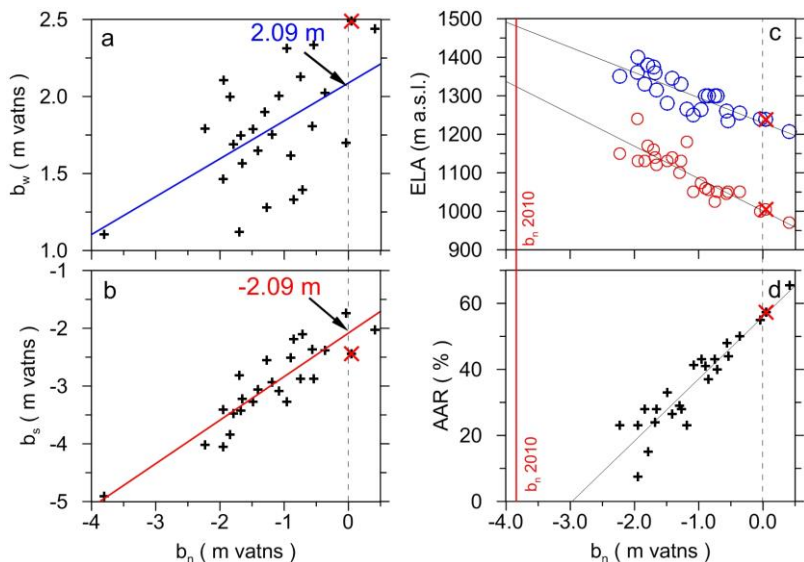 a
2.09 m
b_w ( m vatns )
2.5
2.0
1.5
1.0
b
-2.09 m
b_s ( m vatns )
-1
-2
-3
-4
-5
-4 -3 -2 -1 0
b_n ( m vatns )
c
ELA (m a.s.l.)
1500
1400
1300
1200
1100
1000
900
b_n 2010
d
AAR ( % )
60
40
20
0
b_n 2010
-4.0 -3.0 -2.0 -1.0 0.0
b_n ( m vatns )